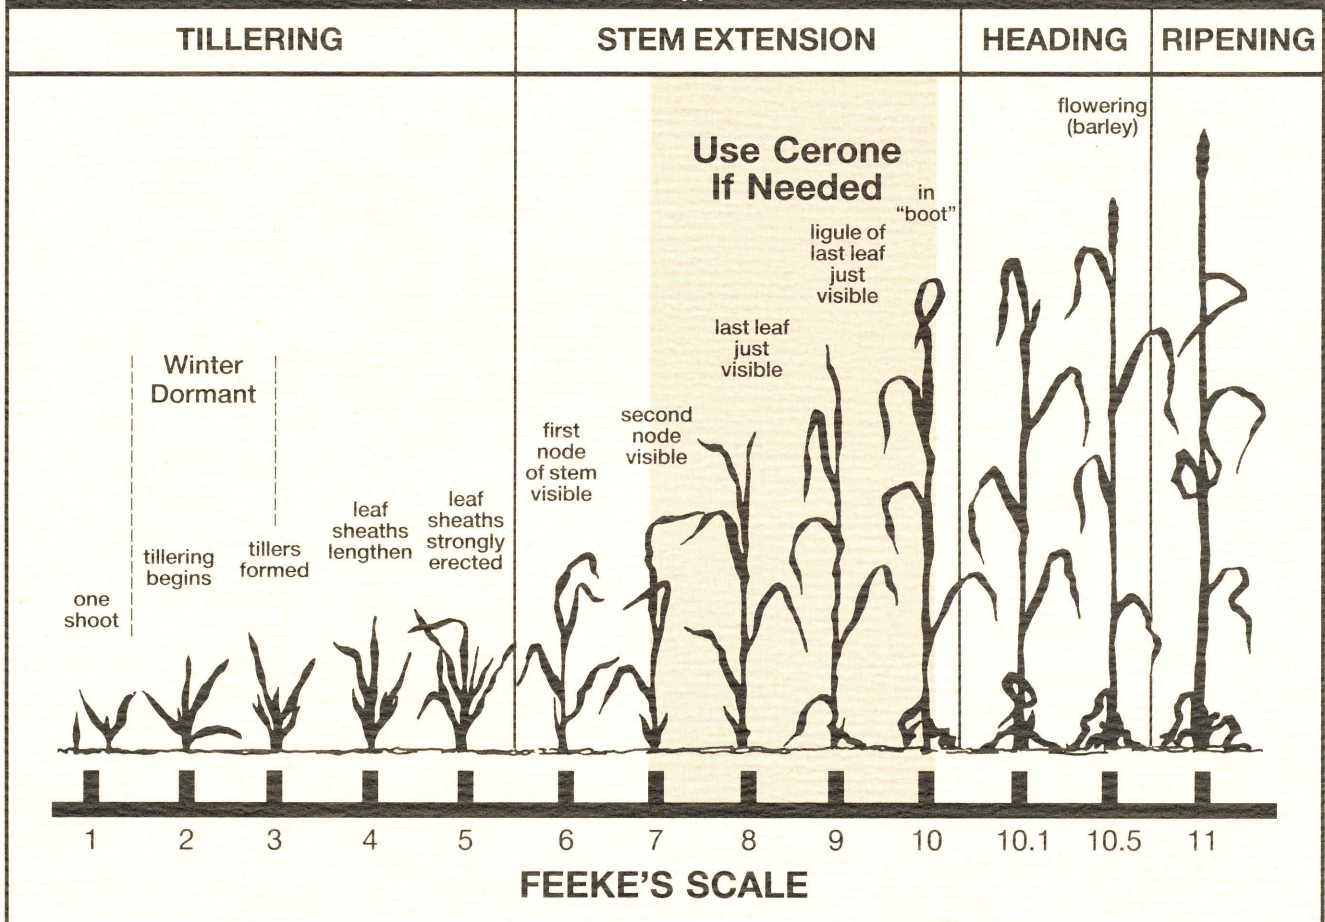 TILLERING
STEM EXTENSION
HEADING
RIPENING
flowering
(barley)
Use Cerone
If Needed
in
“boot”
ligule of
last leaf
just
visible
last leaf
just
visible
Winter
Dormant
second
node
visible
first
node
of stem
visible
leaf
sheaths
strongly
erected
leaf
sheaths
lengthen
tillers
formed
tillering
begins
one
shoot
1 2 3 4 5 6 7 8 9 10 10.1 10.5 11
FEEKE'S SCALE